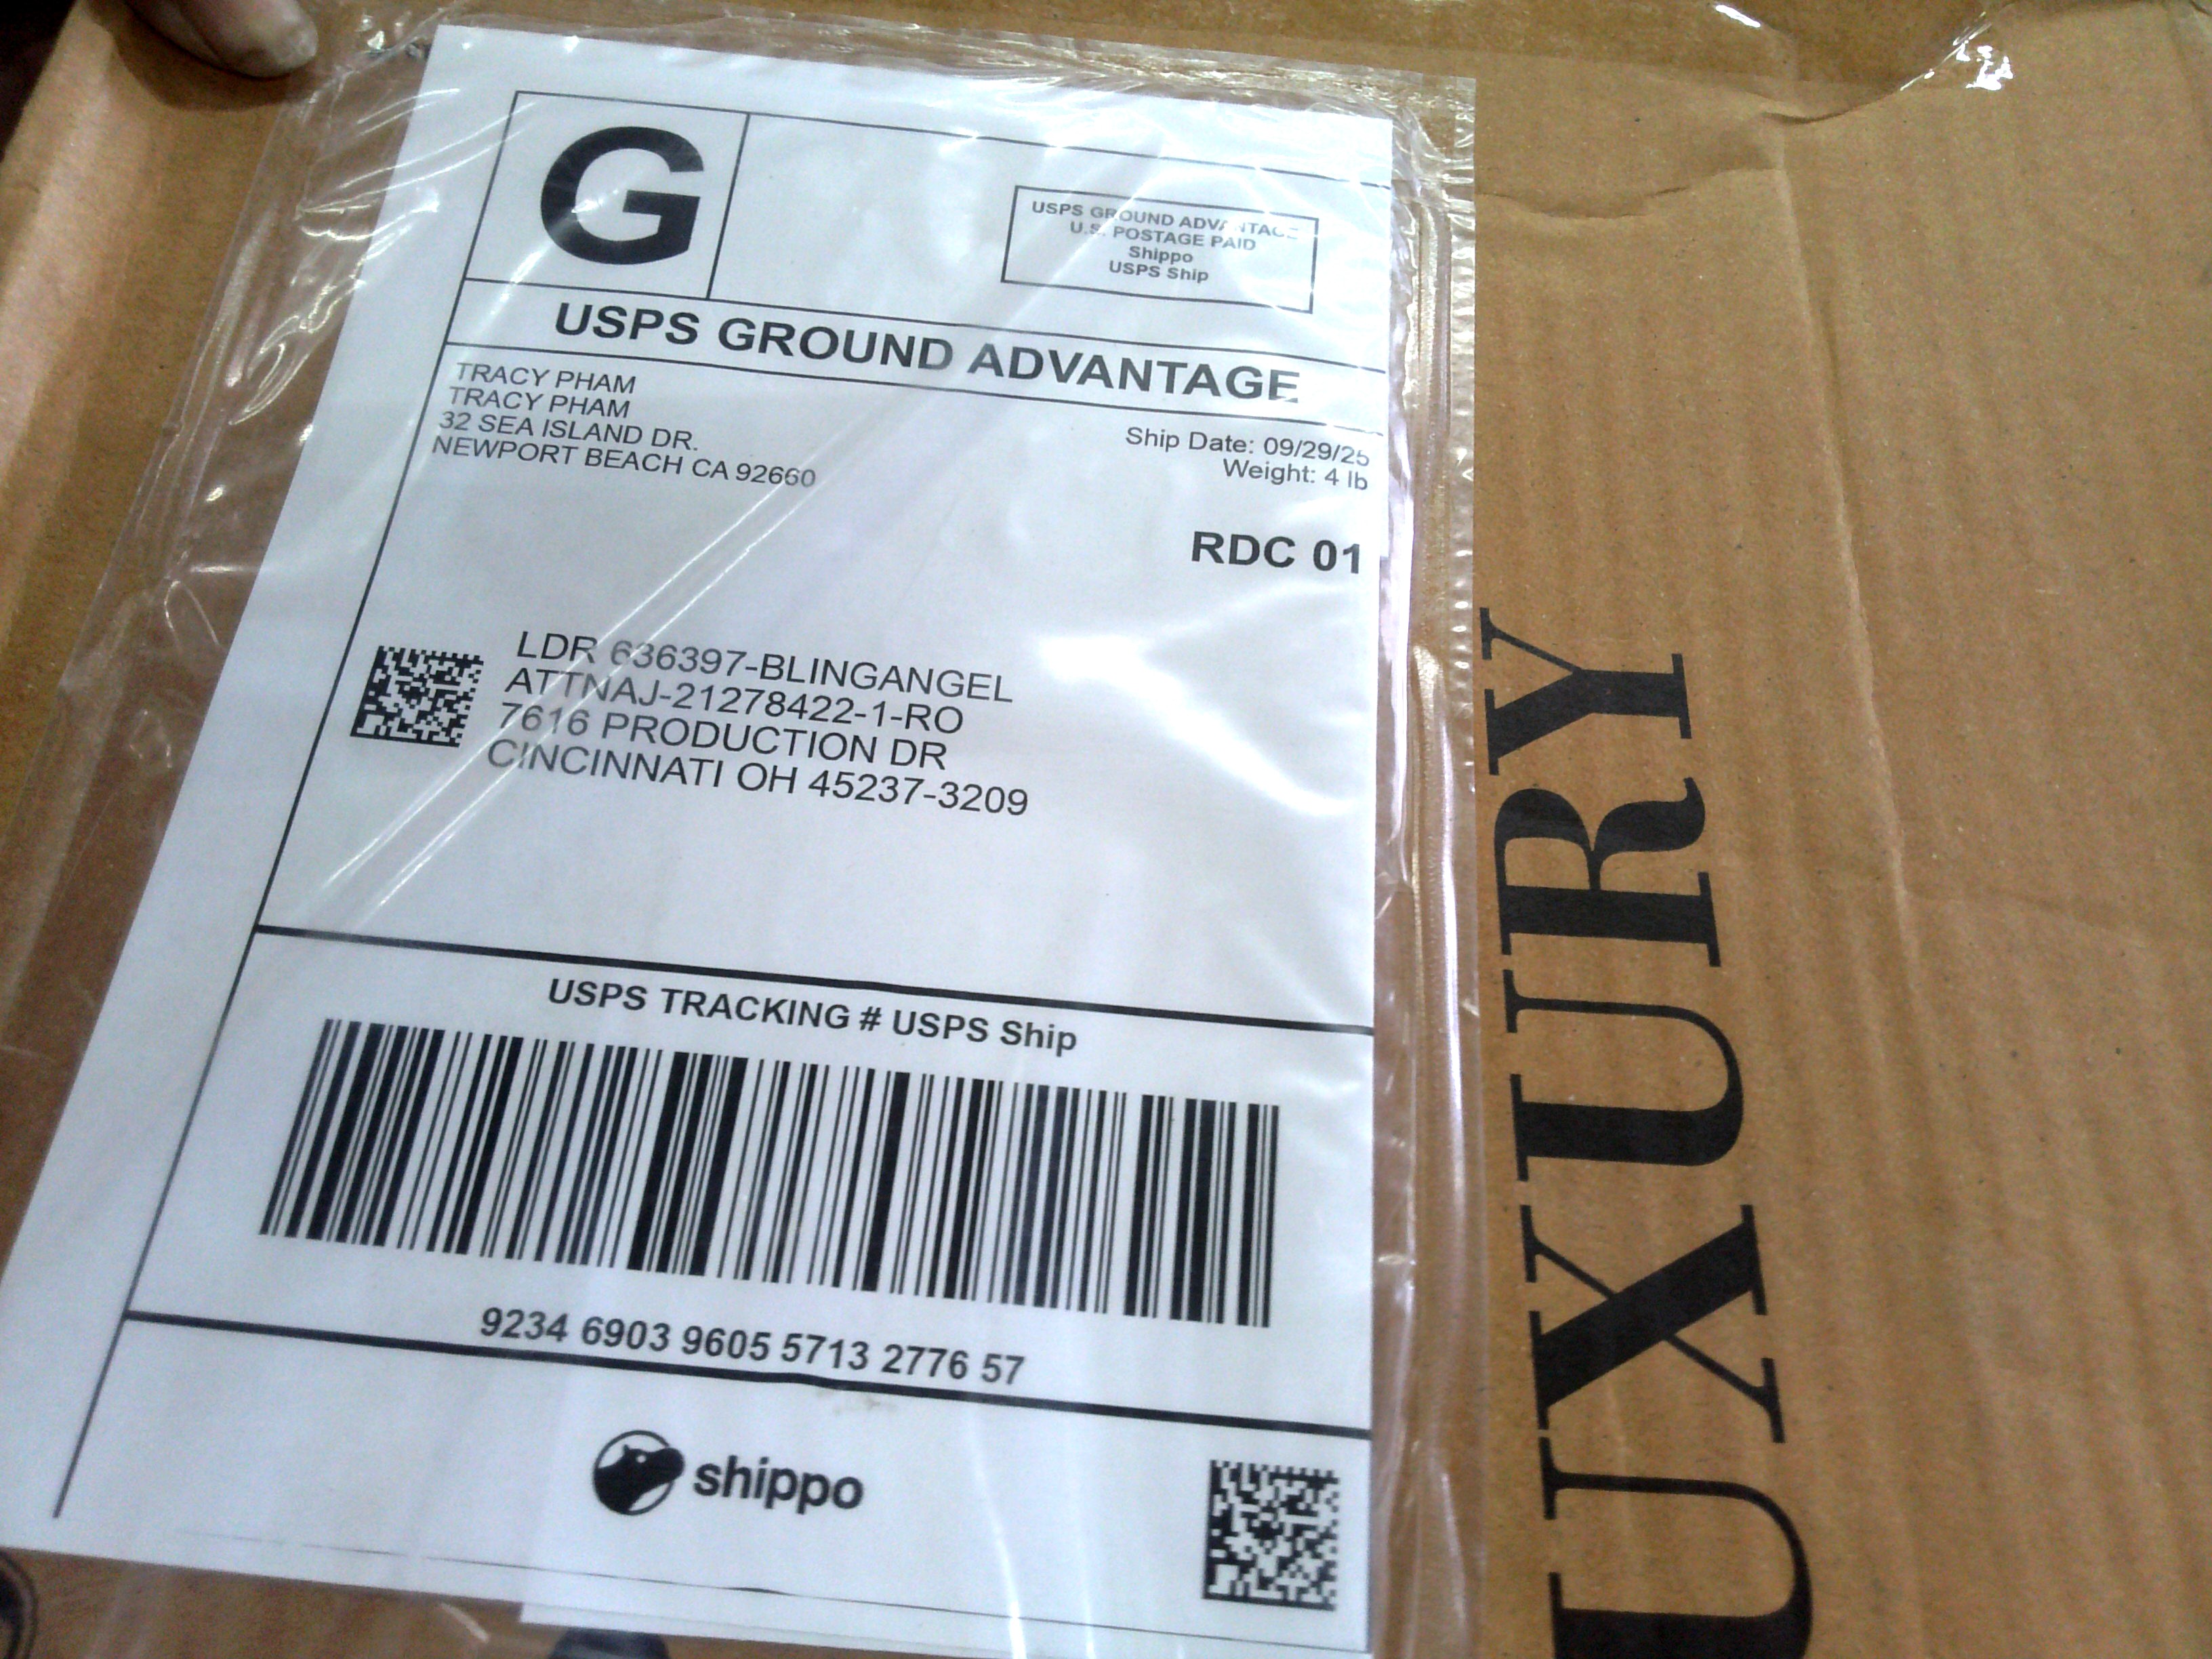 G
USPS GROUND ADVANTAGE
U.S. POSTAGE PAID
Shippo
USPS Ship
USPS GROUND ADVANTAGE
TRACY PHAM
TRACY PHAM
32 SEA ISLAND DR.
NEWPORT BEACH CA 92660
Ship Date: 09/29/25
Weight: 4 lb
RDC 01
LDR 636397-BLINGANGEL
ATTNAJ-21278422-1-RO
7616 PRODUCTION DR
CINCINNATI OH 45237-3209
USPS TRACKING # USPS Ship
9234 6903 9605 5713 2776 57
shippo
UXURY